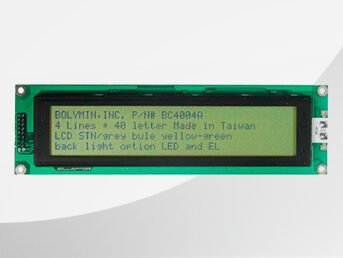 BOLYMIN,INC. P/N# BC4004A
4 Lines * 40 letter Made in Taiwan
LCD STN/grey bule yellow-green
back light option LED and EL